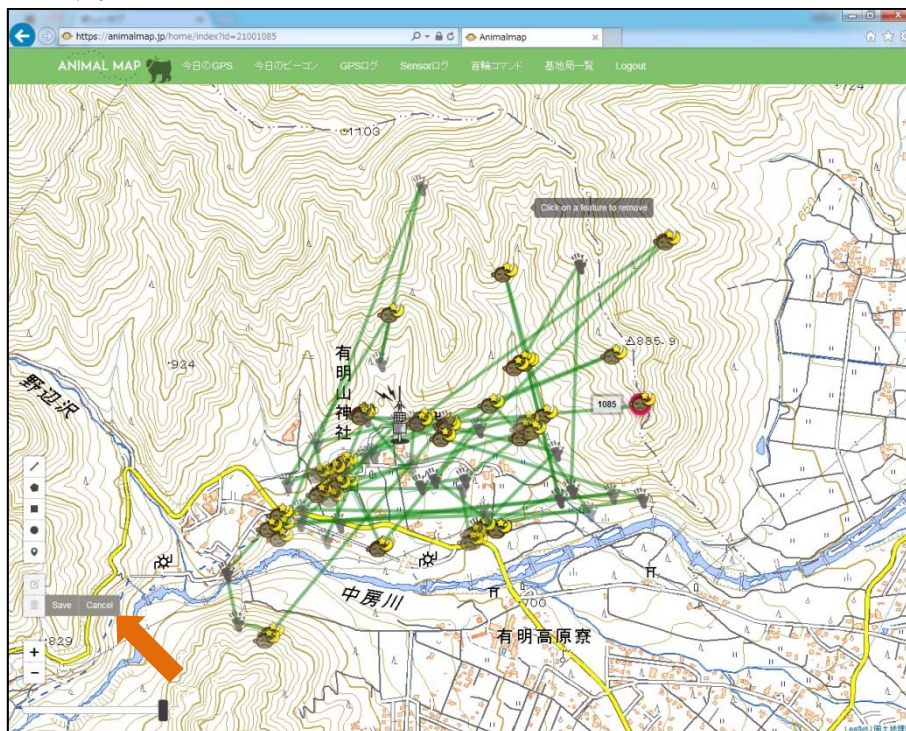 https://animalmap.jp/home/index?id=21001085
Animalmap
ANIMAL MAP 今日のGPS 今日のビーコン GPSログ Sensorログ 首輪コマンド 基地局一覧 Logout
724
1103
Click on a feature to remove
650
885.9
924
有明山神社
1085
野辺沢
Save Cancel
中房川
700
829
有明高原寮
+
-
Leaflet | 国土地理